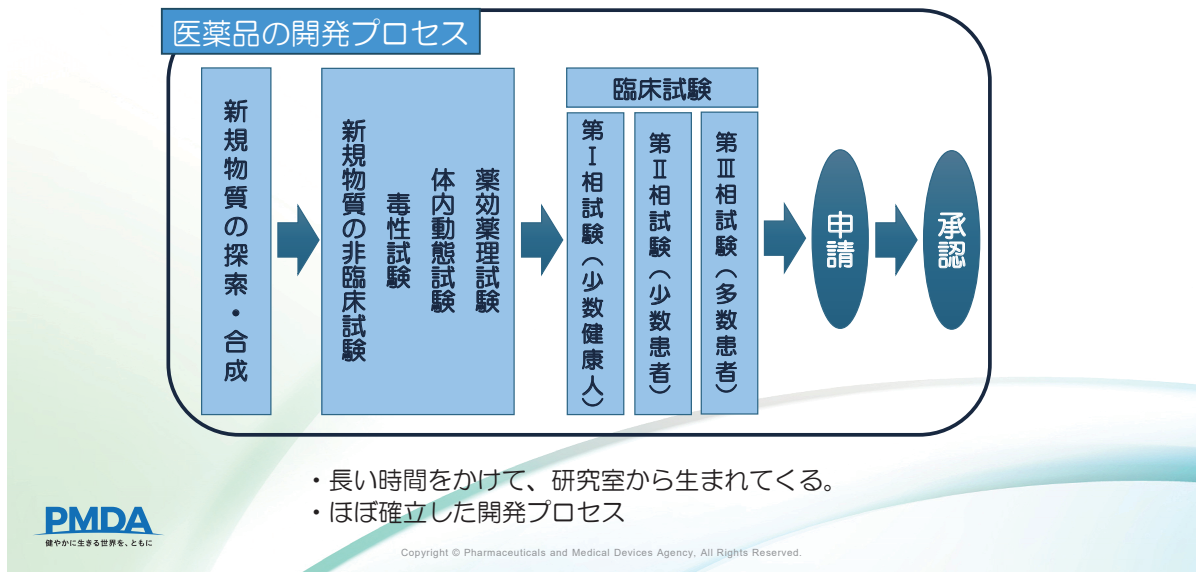 医薬品の開発プロセス
新規物質の探索・合成
新規物質の非臨床試験
毒性試験
体内動態試験
薬効薬理試験
臨床試験
第Ⅰ相試験（少数健康人）
第Ⅱ相試験（少数患者）
第Ⅲ相試験（多数患者）
申請
承認
・長い時間をかけて、研究室から生まれてくる。
・ほぼ確立した開発プロセス
PMDA
健やかに生きる世界を、ともに
Copyright © Pharmaceuticals and Medical Devices Agency, All Rights Reserved.